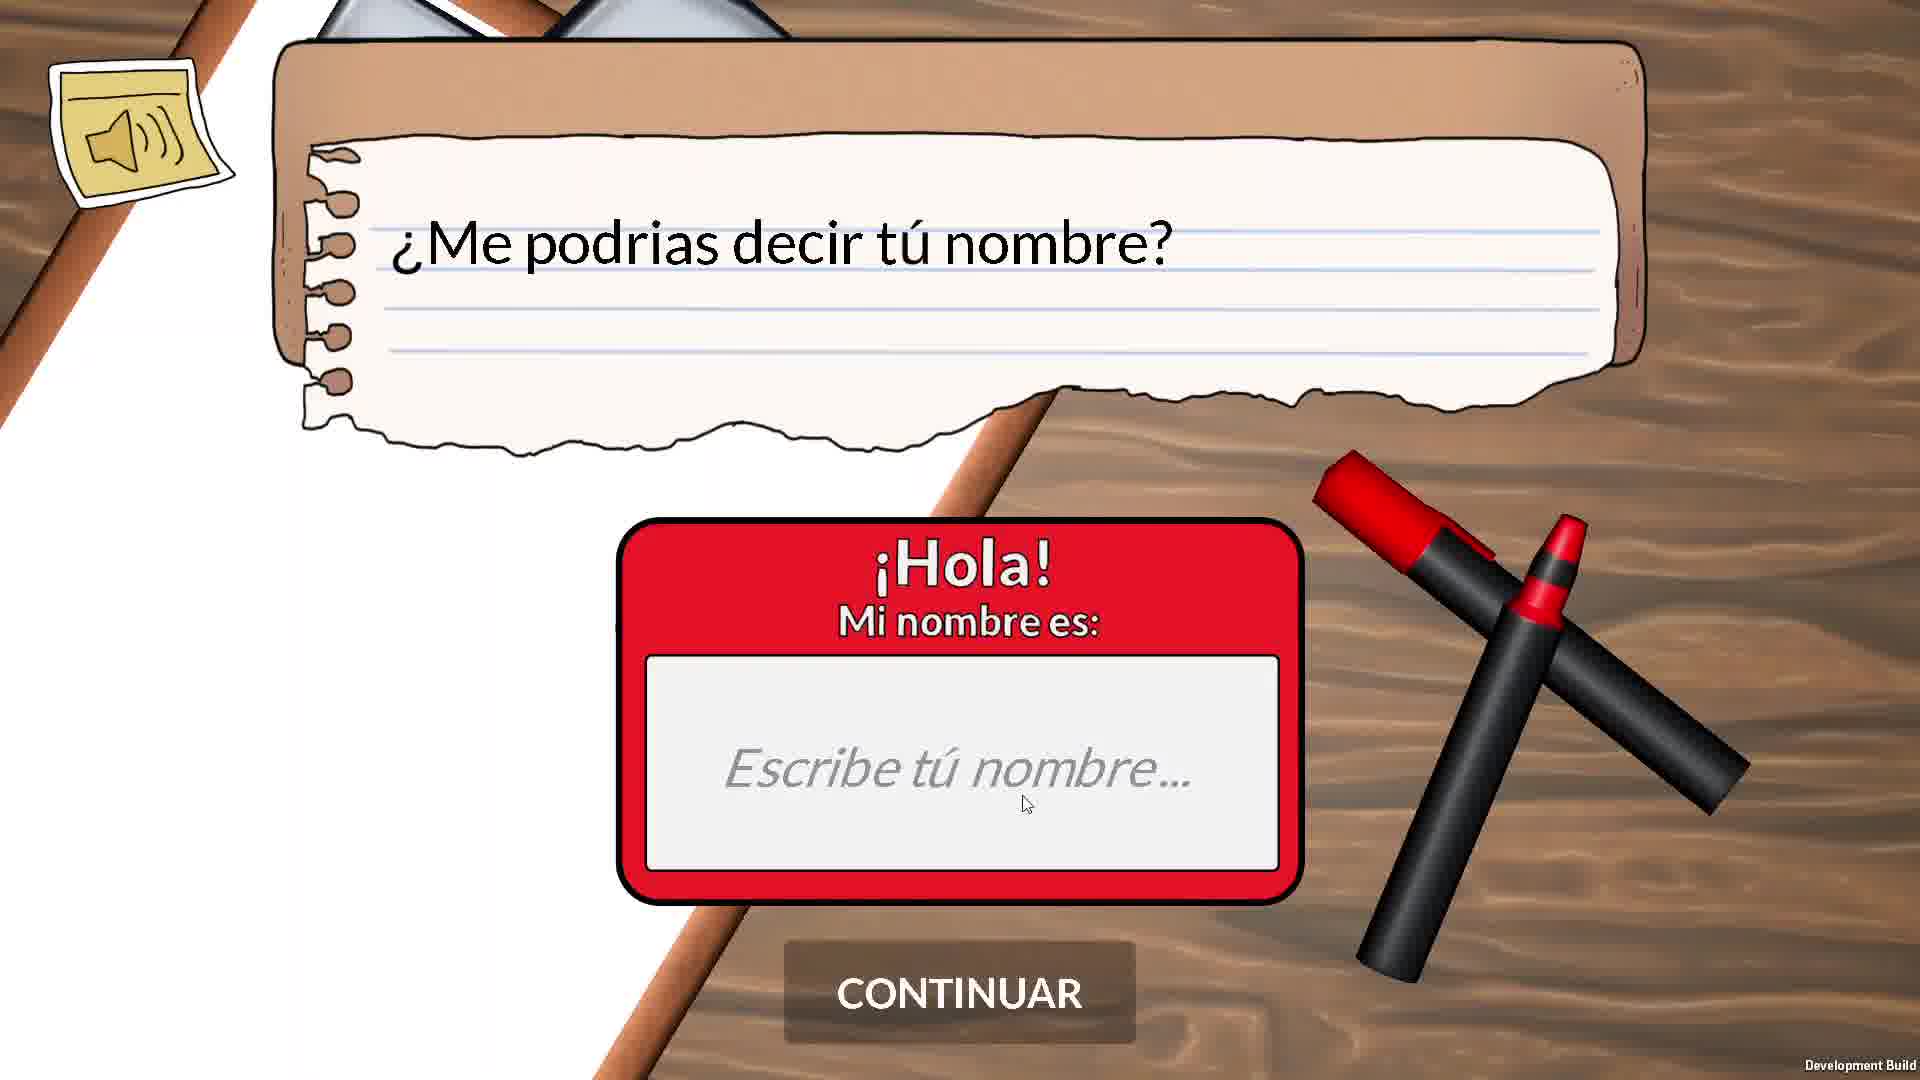 ¿Me podrias decir tú nombre?
¡Hola!
Mi nombre es:
Escribe tú nombre...
CONTINUAR
Development Build